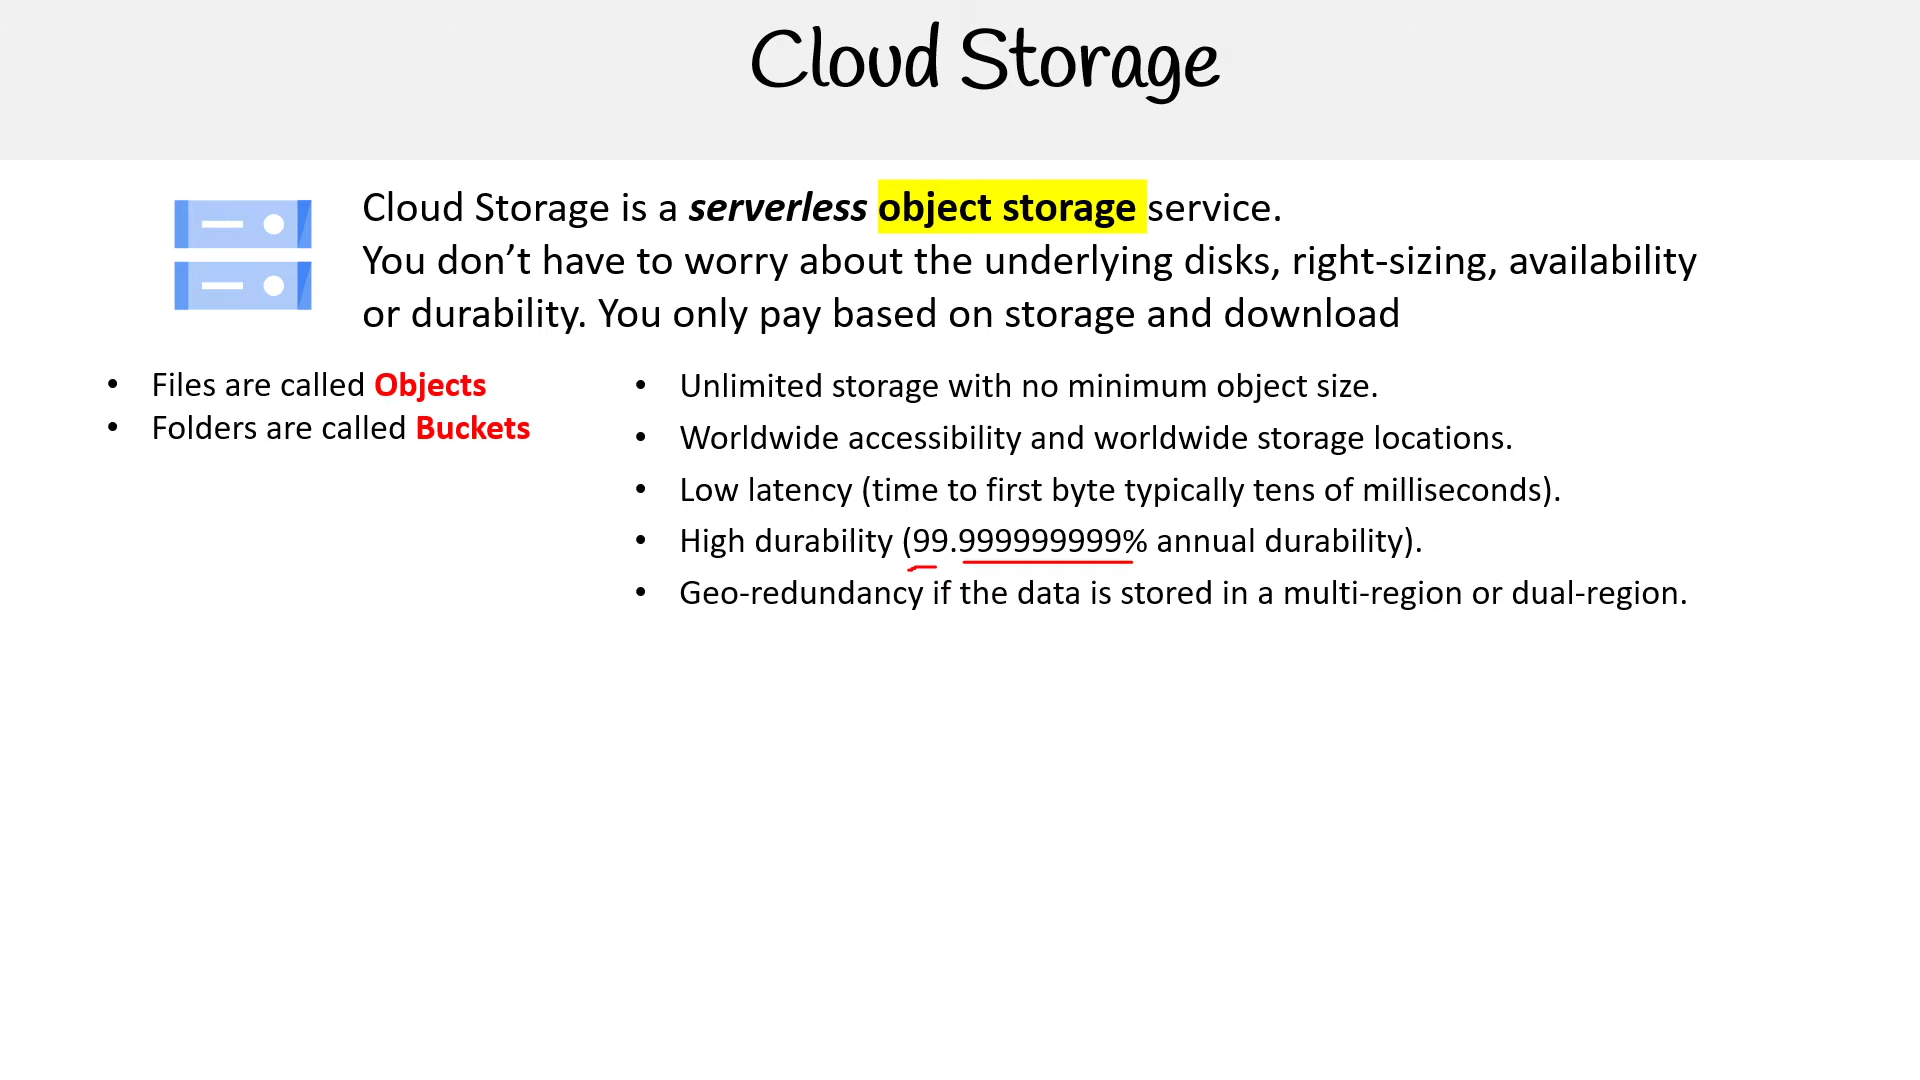 Cloud Storage
Cloud Storage is a serverless object storage service.
You don’t have to worry about the underlying disks, right-sizing, availability
or durability. You only pay based on storage and download
• Files are called Objects
• Folders are called Buckets
• Unlimited storage with no minimum object size.
• Worldwide accessibility and worldwide storage locations.
• Low latency (time to first byte typically tens of milliseconds).
• High durability (99.999999999% annual durability).
• Geo-redundancy if the data is stored in a multi-region or dual-region.